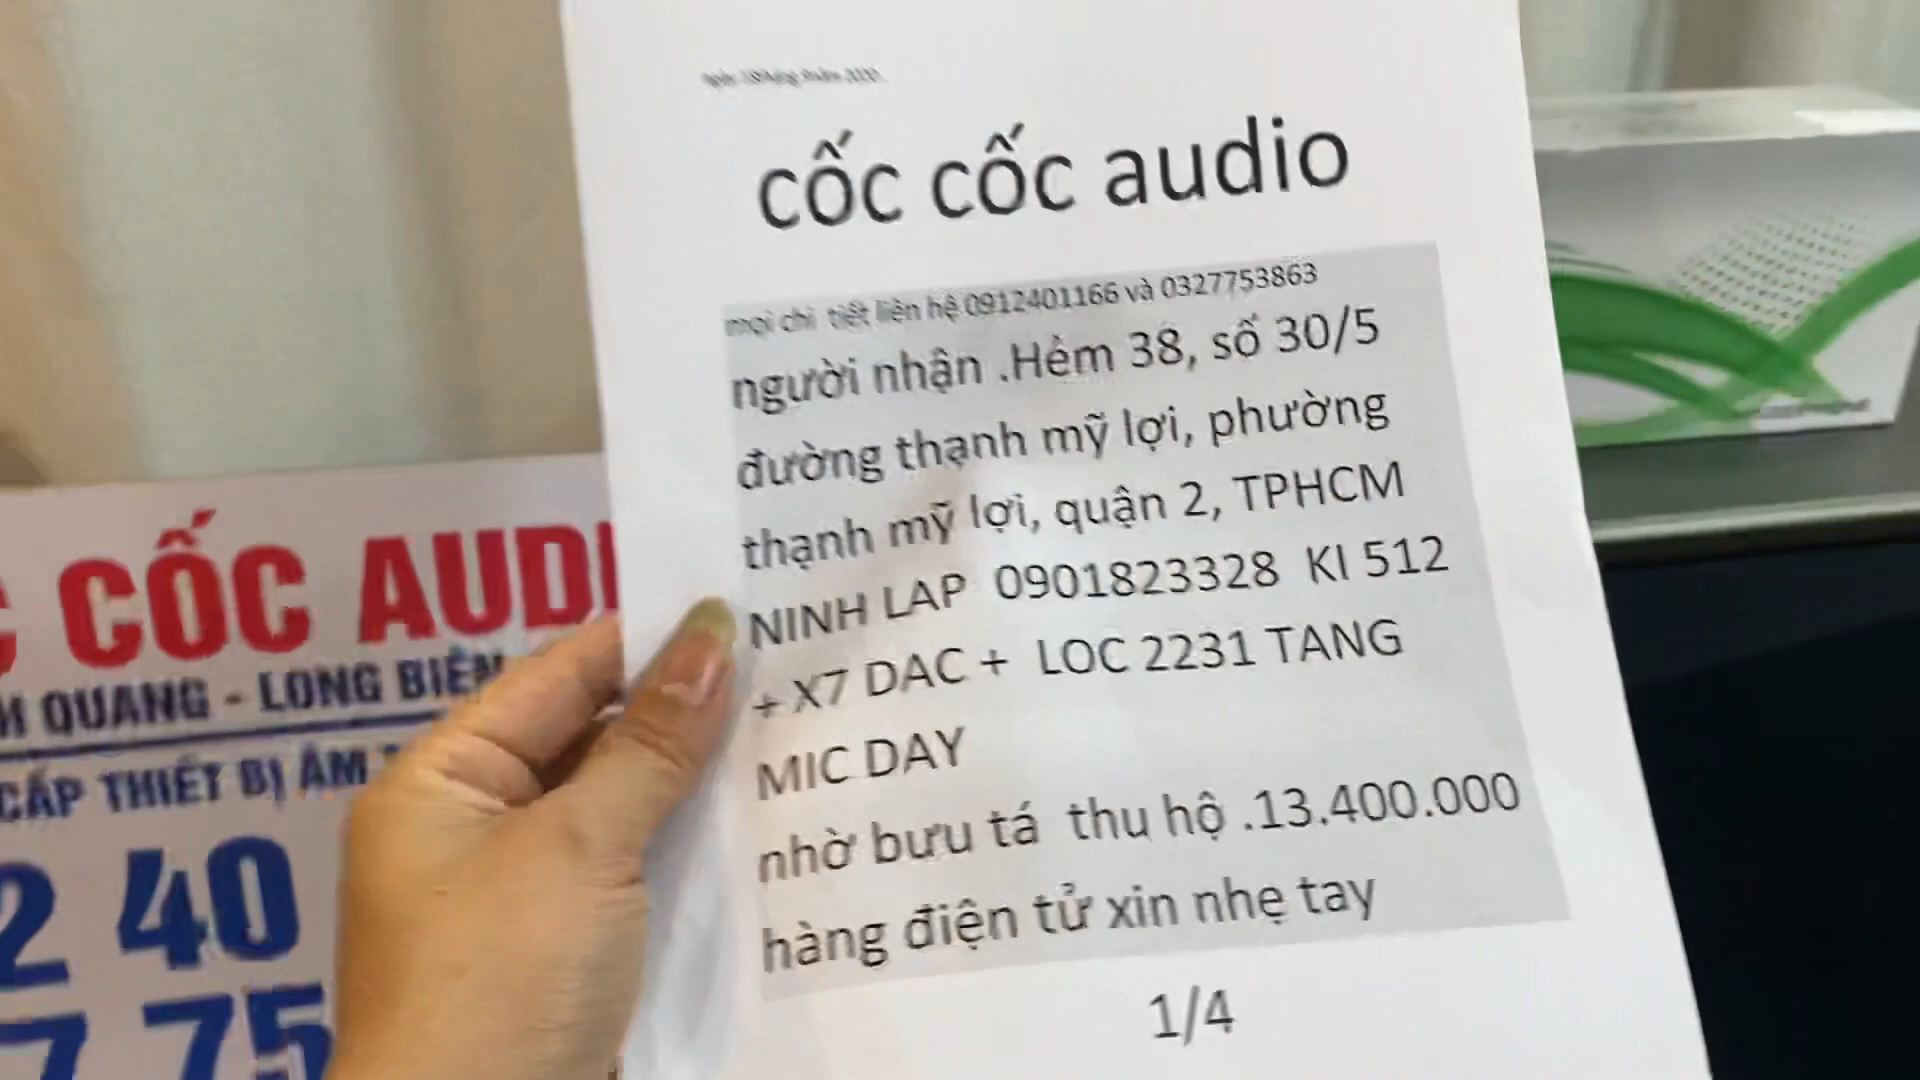 cốc cốc audio
mọi chi tiết liên hệ 0912401166 và 0327753863
người nhận .Hẻm 38, số 30/5
đường thạnh mỹ lợi, phường
thạnh mỹ lợi, quận 2, TPHCM
NINH LAP 0901823328 KI 512
+ X7 DAC + LOC 2231 TANG
MIC DAY
nhờ bưu tá thu hộ .13.400.000
hàng điện tử xin nhẹ tay
1/4
CỐC AUDI
QUANG - LONG BIÊN
CẤP THIẾT BỊ ÂM
2 40
7 75